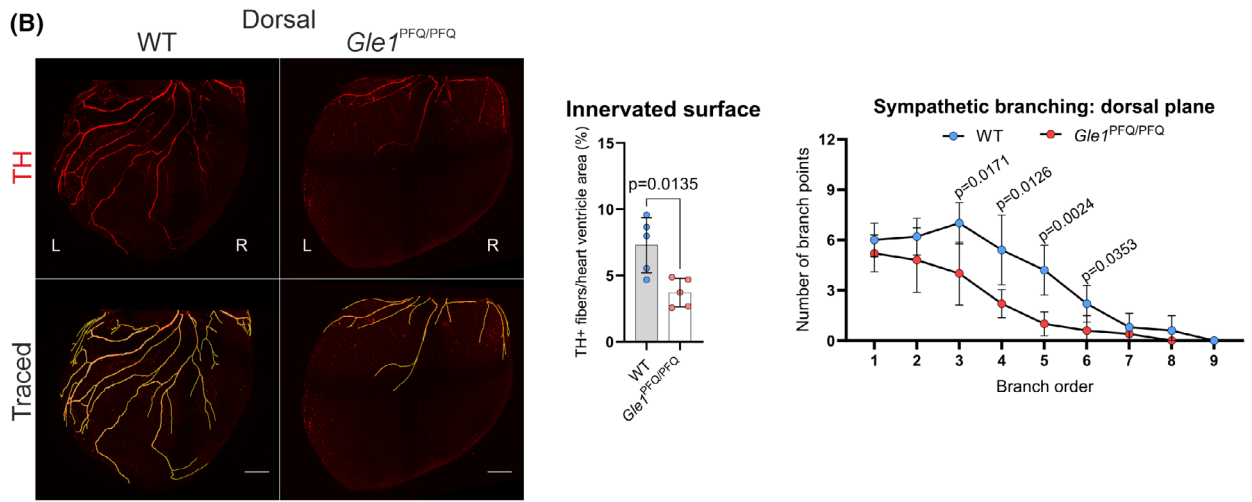 (B)
Dorsal
WT
Gle1PFQ/PFQ
TH
L
R
L
R
Traced
Innervated surface
TH+ fibers/heart ventricle area (%)
15
10
5
0
p=0.0135
WT
Gle1PFQ/PFQ
Sympathetic branching: dorsal plane
WT
Gle1PFQ/PFQ
Number of branch points
12
9
6
3
0
p=0.0171
p=0.0126
p=0.0024
p=0.0353
1 2 3 4 5 6 7 8 9
Branch order